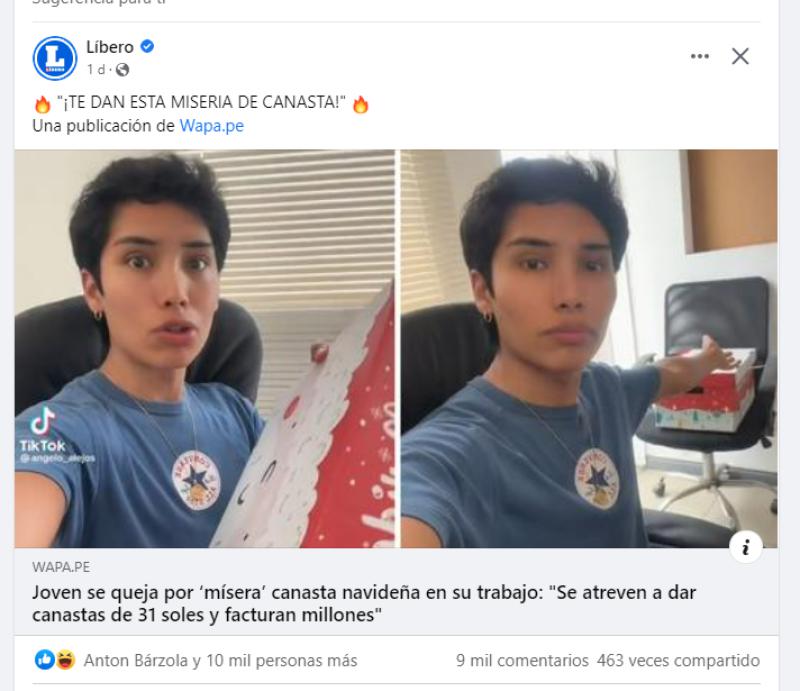 Sugerencia para ti
L
LÍBERO
Líbero
1 d ·
"¡TE DAN ESTA MISERIA DE CANASTA!"
Una publicación de Wapa.pe
TikTok
@angelo_alejos
WAPA.PE
Joven se queja por ‘mísera’ canasta navideña en su trabajo: "Se atreven a dar
canastas de 31 soles y facturan millones"
Anton Bárzola y 10 mil personas más
9 mil comentarios 463 veces compartido